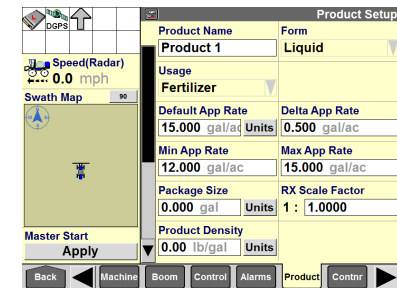 DGPS
Product Setup
Product Name
Form
Product 1
Liquid
Speed(Radar)
0.0 mph
Usage
Fertilizer
Swath Map
90
Default App Rate
Delta App Rate
15.000 gal/ac
Units
0.500 gal/ac
Min App Rate
Max App Rate
12.000 gal/ac
15.000 gal/ac
Package Size
RX Scale Factor
0.000 gal
Units
1 : 1.0000
Product Density
Master Start
0.00 lb/gal
Units
Apply
Back
Machine
Boom
Control
Alarms
Product
Contnr